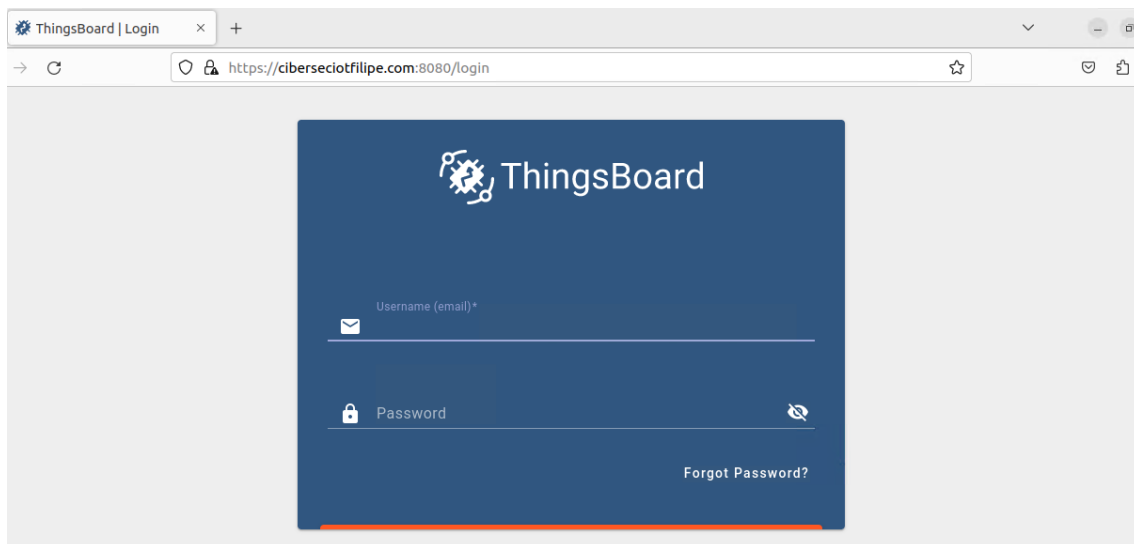 ThingsBoard | Login
https://ciberseciotfilipe.com:8080/login
ThingsBoard
Username (email)*
Password
Forgot Password?